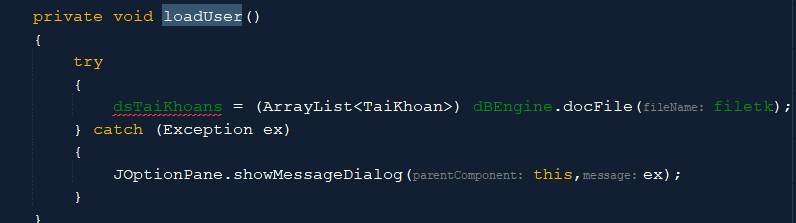 private void loadUser()
{
try
{
dsTaiKhoans = (ArrayList<TaiKhoan>) dBEngine.docFile(fileName: filetk);
} catch (Exception ex)
{
JOptionPane.showMessageDialog(parentComponent: this,message: ex);
}
}